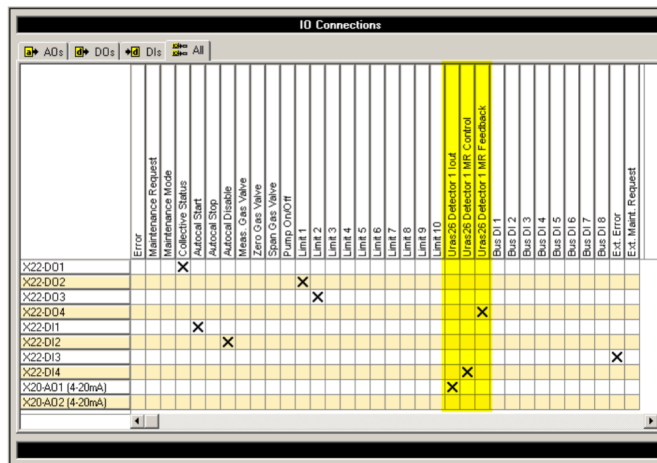 IO Connections
AOs DOs DIs All
Error
Maintenance Request
Maintenance Mode
Collective Status
Autocal Start
Autocal Stop
Autocal Disable
Meas. Gas Valve
Zero Gas Valve
Span Gas Valve
Pump On/Off
Limit 1
Limit 2
Limit 3
Limit 4
Limit 5
Limit 6
Limit 7
Limit 8
Limit 9
Limit 10
Uras26 Detector 1 Iout
Uras26 Detector 1 MR Control
Uras26 Detector 1 MR Feedback
Bus DI 1
Bus DI 2
Bus DI 3
Bus DI 4
Bus DI 5
Bus DI 6
Bus DI 7
Bus DI 8
Ext. Error
Ext. Maint. Request
X22-DO1
X22-DO2
X22-DO3
X22-DO4
X22-DI1
X22-DI2
X22-DI3
X22-DI4
X20-AO1 (4-20mA)
X20-AO2 (4-20mA)